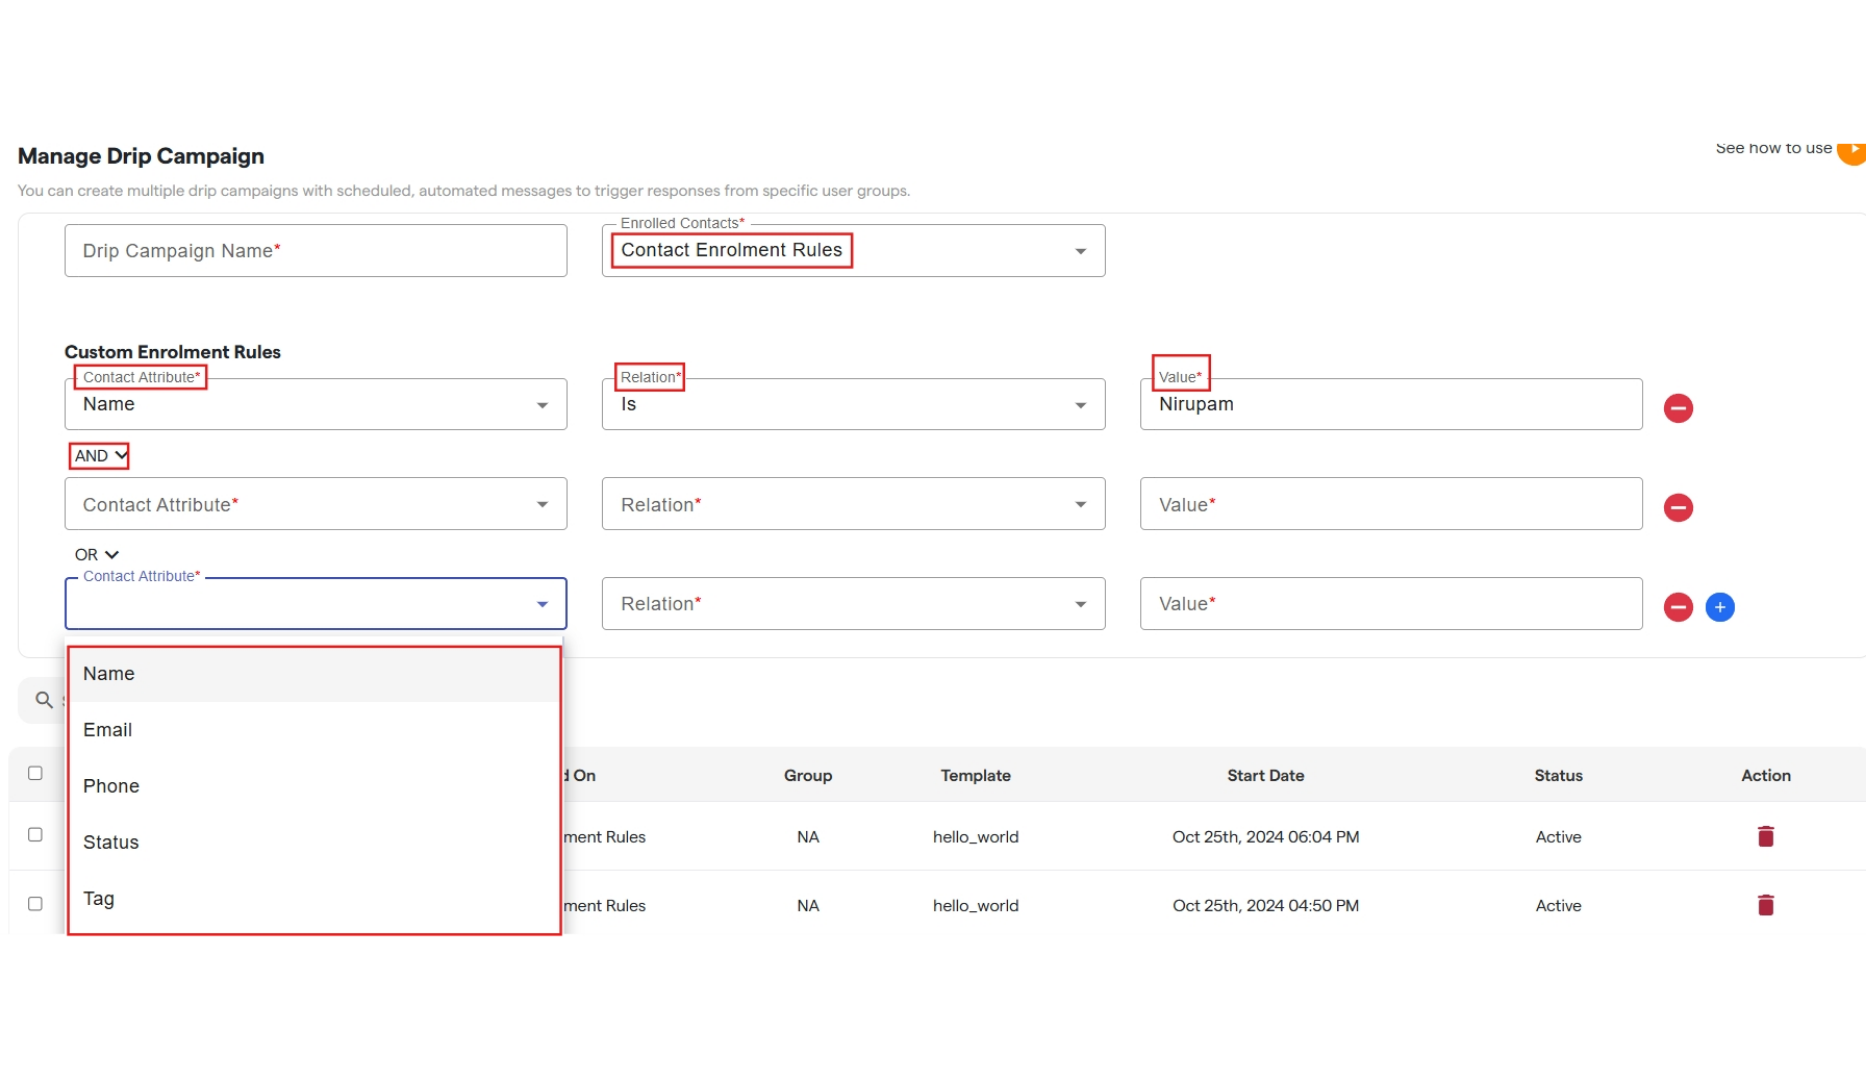 Manage Drip Campaign
See how to use
You can create multiple drip campaigns with scheduled, automated messages to trigger responses from specific user groups.
Enrolled Contacts*
Drip Campaign Name*
Contact Enrolment Rules
Custom Enrolment Rules
Contact Attribute* Relation* Value*
Name Is Nirupam
AND
Contact Attribute* Relation* Value*
OR
Contact Attribute*
Relation* Value*
Name
Email
Phone
Status
Tag
On Group Template Start Date Status Action
ment Rules NA hello_world Oct 25th, 2024 06:04 PM Active
ment Rules NA hello_world Oct 25th, 2024 04:50 PM Active